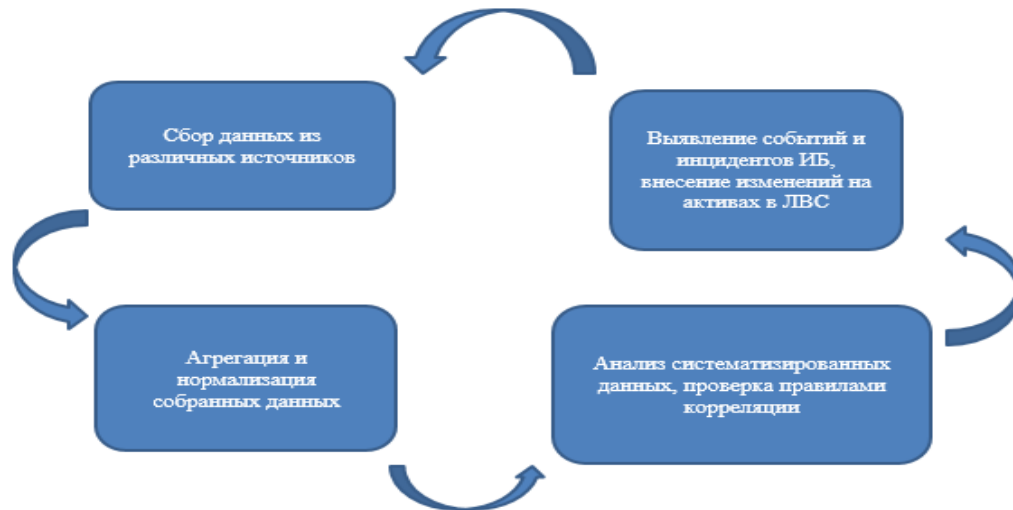 Сбор данных из
различных источников
Выявление событий и
инцидентов ИБ,
внесение изменений на
активах в ЛВС
Агрегация и
нормализация
собранных данных
Анализ систематизированных
данных, проверка правилами
корреляции